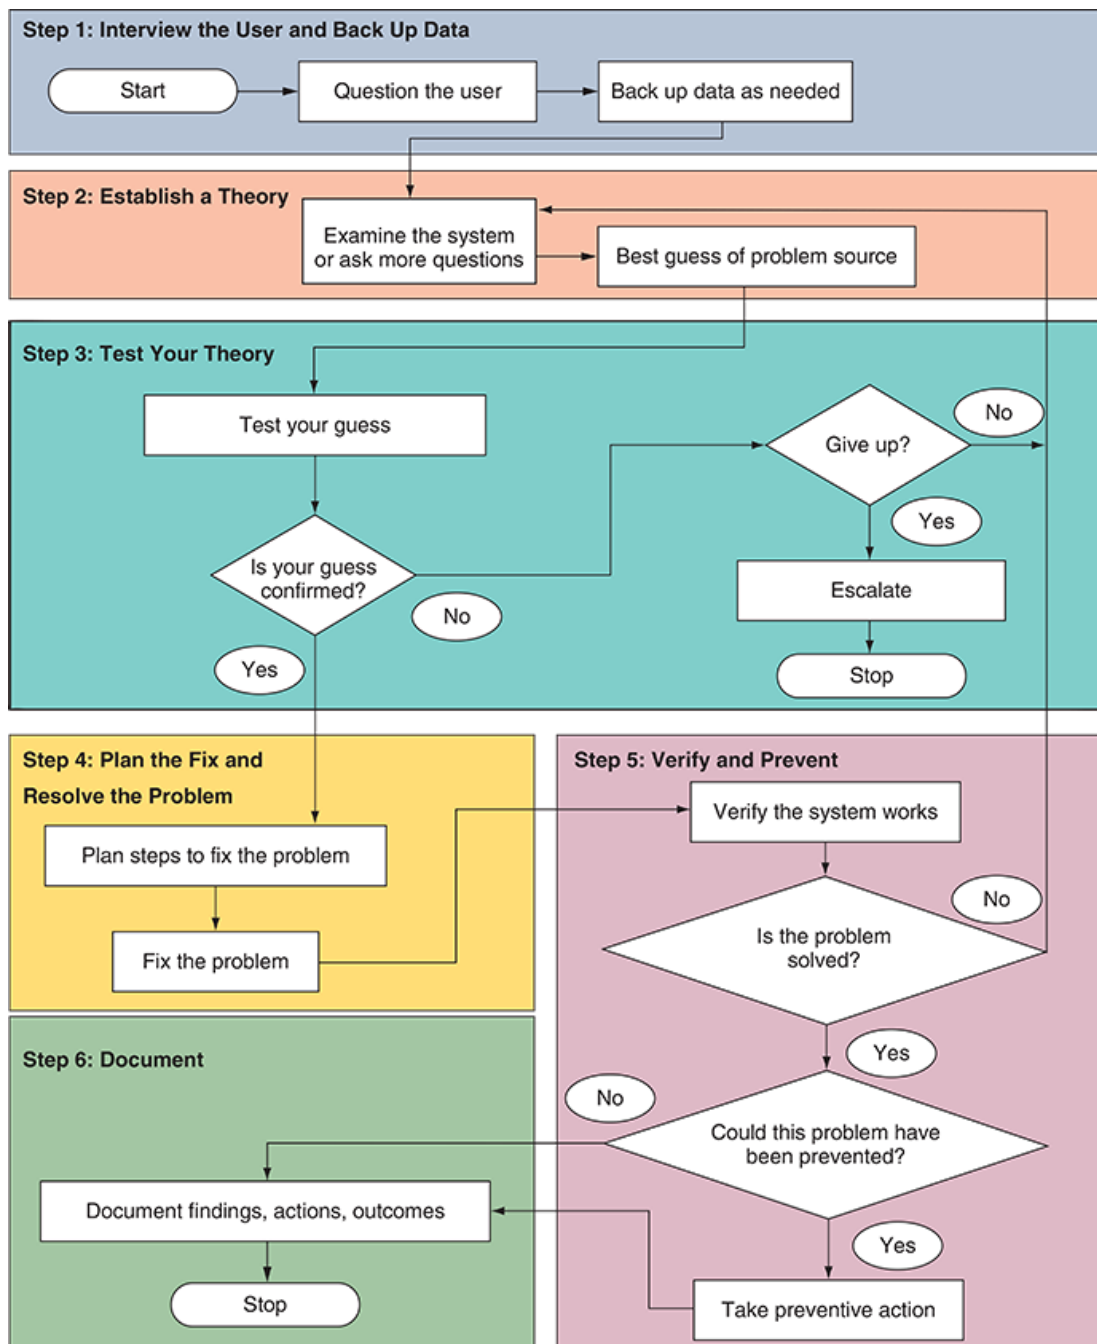 Step 1: Interview the User and Back Up Data
Start
Question the user
Back up data as needed
Step 2: Establish a Theory
Examine the system
or ask more questions
Best guess of problem source
Step 3: Test Your Theory
Test your guess
Give up?
No
Yes
Is your guess
confirmed?
No
Escalate
Yes
Stop
Step 4: Plan the Fix and
Resolve the Problem
Plan steps to fix the problem
Fix the problem
Step 5: Verify and Prevent
Verify the system works
No
Is the problem
solved?
Yes
No
Could this problem have
been prevented?
Yes
Take preventive action
Step 6: Document
Document findings, actions, outcomes
Stop